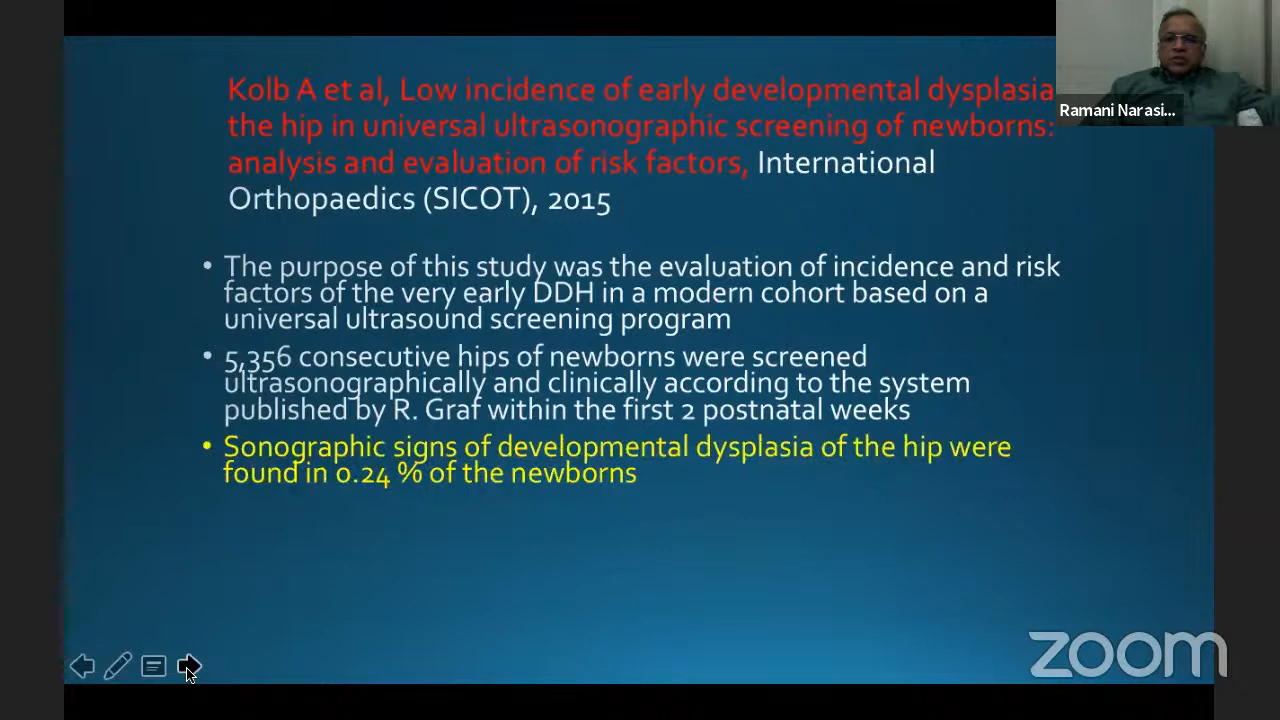 Kolb A et al, Low incidence of early developmental dysplasia
the hip in universal ultrasonographic screening of newborns:
analysis and evaluation of risk factors, International
Orthopaedics (SICOT), 2015
• The purpose of this study was the evaluation of incidence and risk
factors of the very early DDH in a modern cohort based on a
universal ultrasound screening program
• 5,356 consecutive hips of newborns were screened
ultrasonographically and clinically according to the system
published by R. Graf within the first 2 postnatal weeks
• Sonographic signs of developmental dysplasia of the hip were
found in 0.24 % of the newborns
Ramani Narasi...
zoom